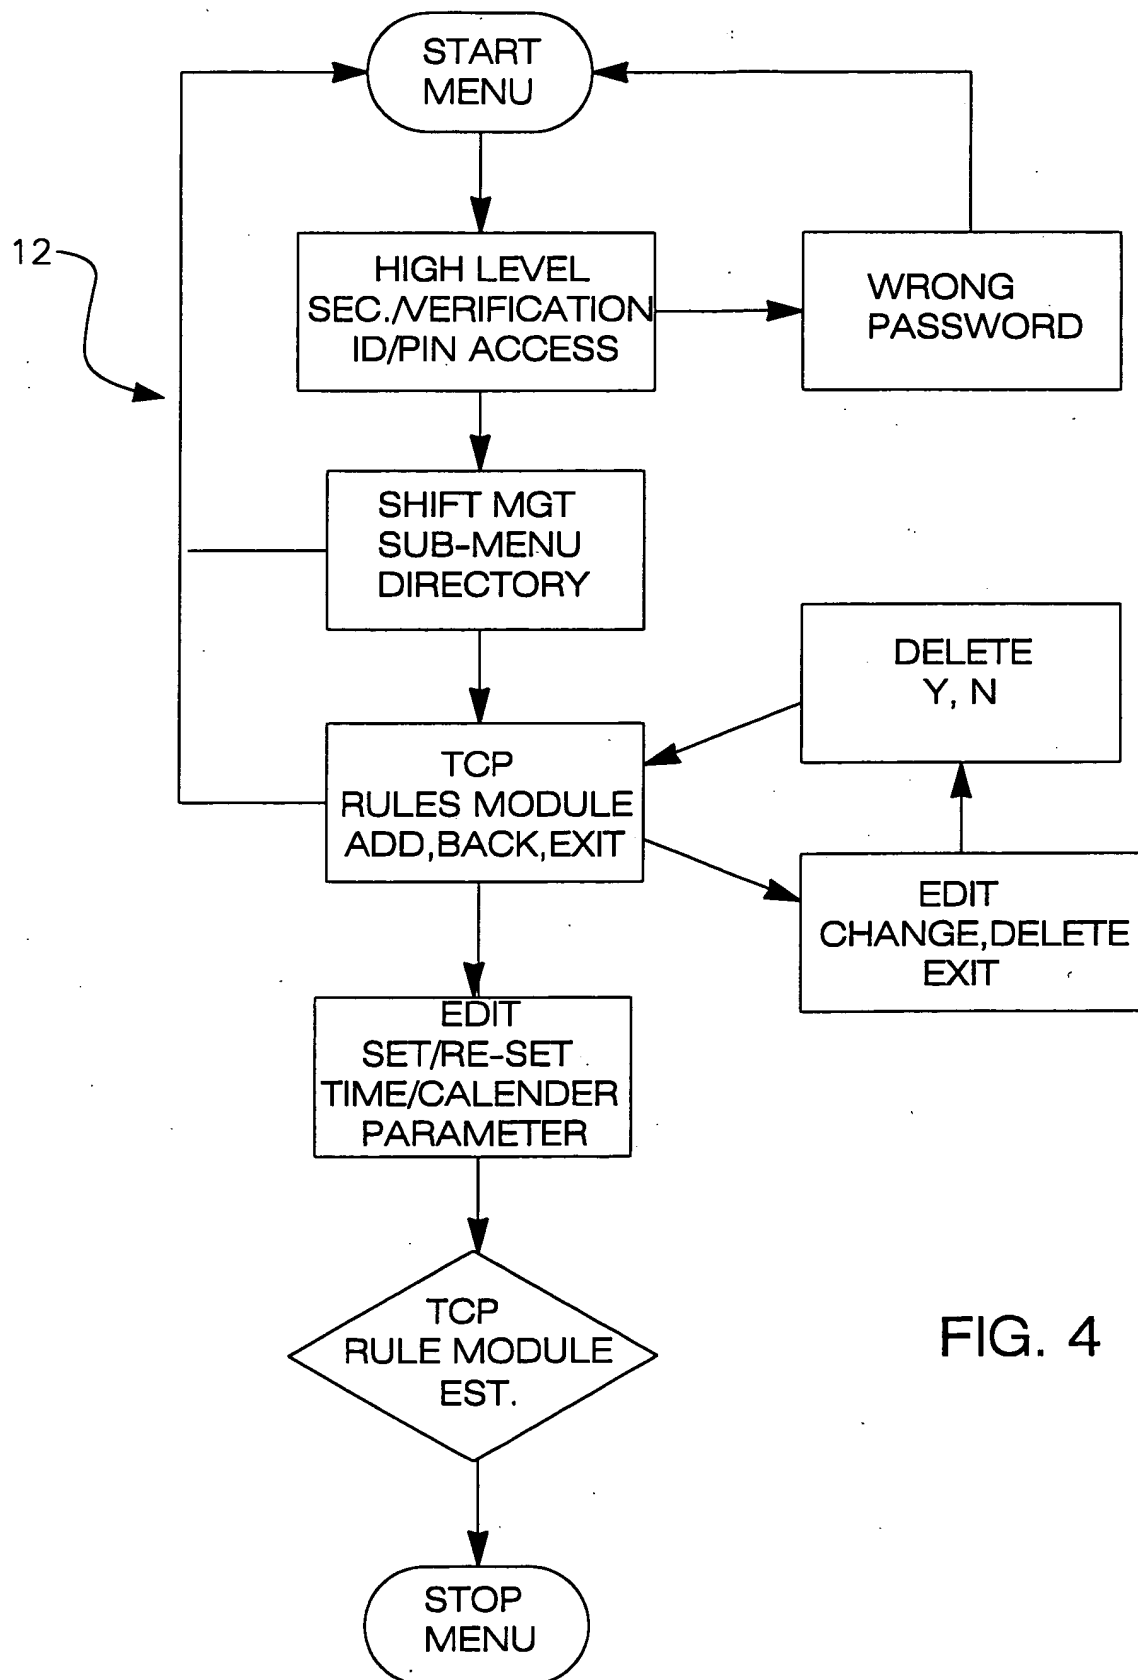 START
MENU
12
HIGH LEVEL
SEC./VERIFICATION
ID/PIN ACCESS
WRONG
PASSWORD
SHIFT MGT
SUB-MENU
DIRECTORY
DELETE
Y, N
TCP
RULES MODULE
ADD,BACK,EXIT
EDIT
CHANGE,DELETE
EXIT
EDIT
SET/RE-SET
TIME/CALENDER
PARAMETER
TCP
RULE MODULE
EST.
FIG. 4
STOP
MENU